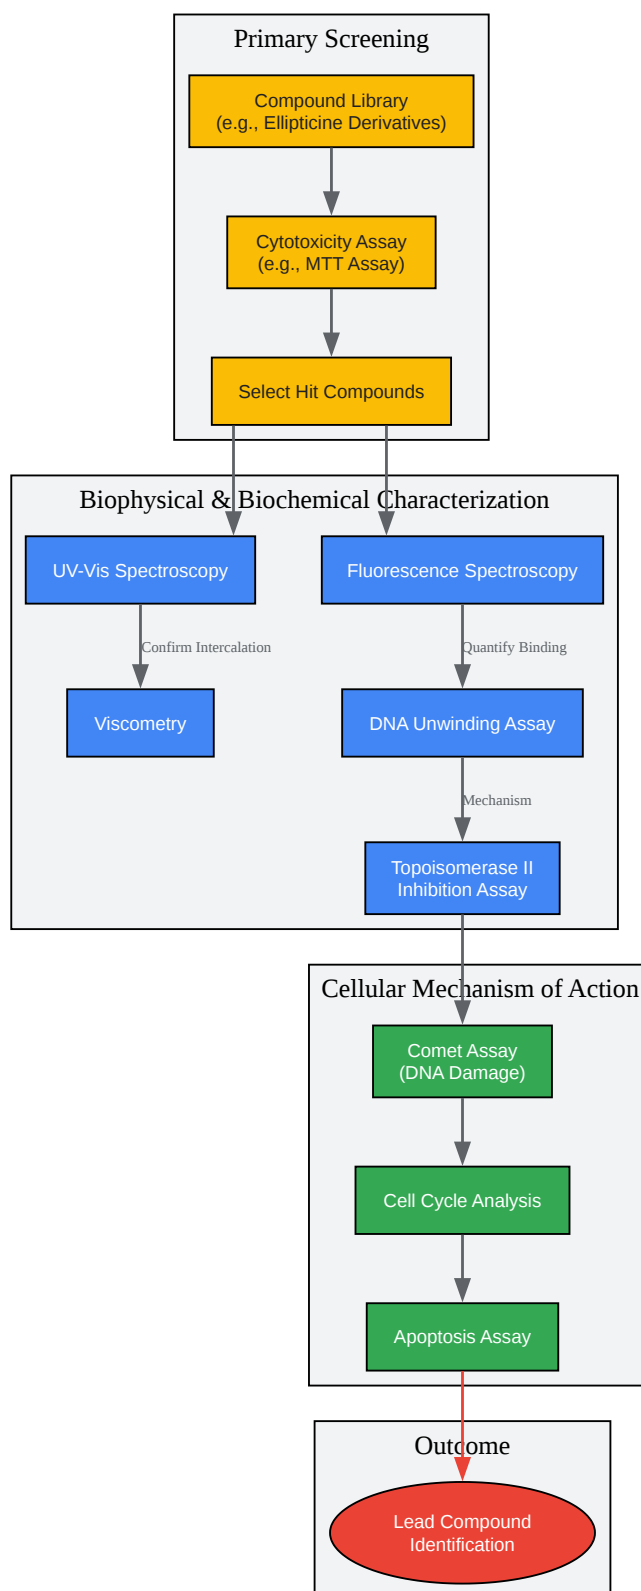 Primary Screening
Compound Library
(e.g., Ellipticine Derivatives)
Cytotoxicity Assay
(e.g., MTT Assay)
Select Hit Compounds
Biophysical & Biochemical Characterization
UV-Vis Spectroscopy
Fluorescence Spectroscopy
Confirm Intercalation
Quantify Binding
Viscometry
DNA Unwinding Assay
Mechanism
Topoisomerase II
Inhibition Assay
Cellular Mechanism of Action
Comet Assay
(DNA Damage)
Cell Cycle Analysis
Apoptosis Assay
Outcome
Lead Compound
Identification